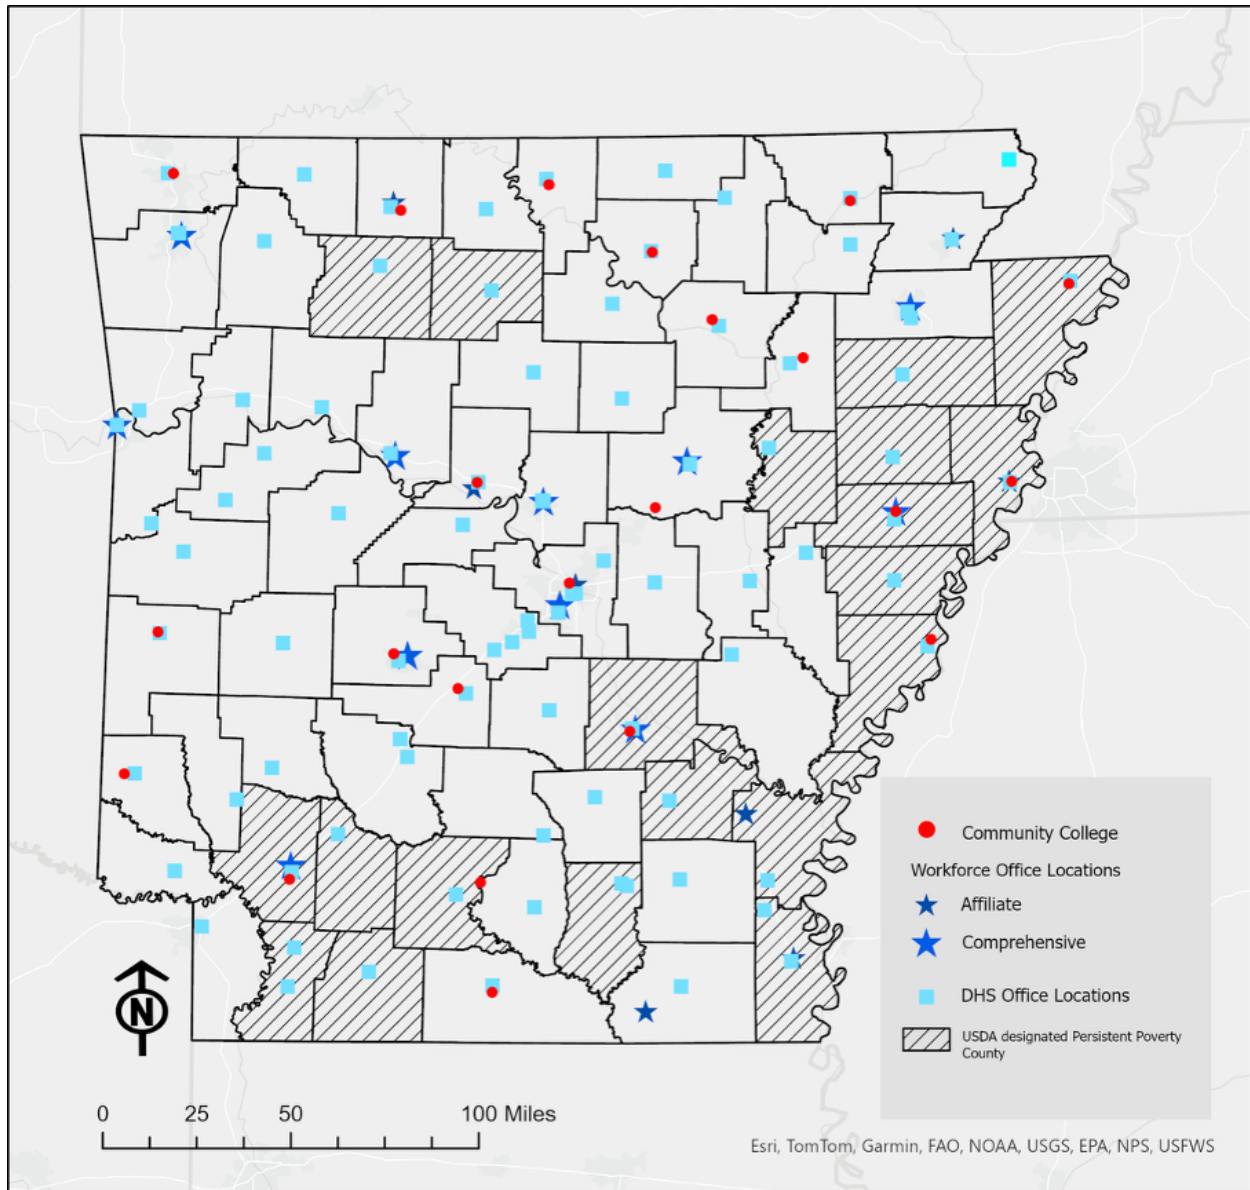 Community College
Workforce Office Locations
Affiliate
Comprehensive
DHS Office Locations
USDA designated Persistent Poverty
County
N
0 25 50 100 Miles
Esri, TomTom, Garmin, FAO, NOAA, USGS, EPA, NPS, USFWS